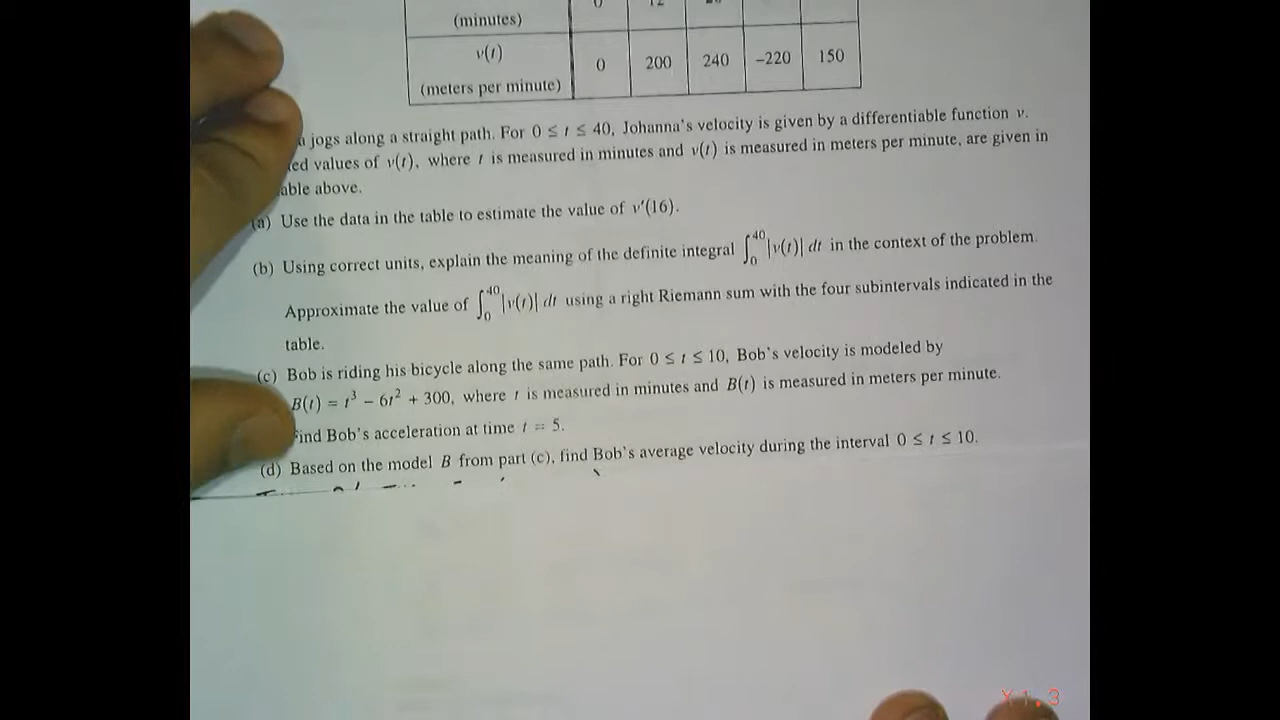 (minutes)
v(t)
(meters per minute)
0 200 240 −220 150
jogs along a straight path. For 0 ≤ t ≤ 40, Johanna's velocity is given by a differentiable function v.
values of v(t), where t is measured in minutes and v(t) is measured in meters per minute, are given in
able above.
(a) Use the data in the table to estimate the value of v′(16).
(b) Using correct units, explain the meaning of the definite integral ∫₀⁴⁰ |v(t)| dt in the context of the problem.
Approximate the value of ∫₀⁴⁰ |v(t)| dt using a right Riemann sum with the four subintervals indicated in the
table.
(c) Bob is riding his bicycle along the same path. For 0 ≤ t ≤ 10, Bob's velocity is modeled by
B(t) = t³ − 6t² + 300, where t is measured in minutes and B(t) is measured in meters per minute.
Find Bob's acceleration at time t = 5.
(d) Based on the model B from part (c), find Bob's average velocity during the interval 0 ≤ t ≤ 10.
X1.3